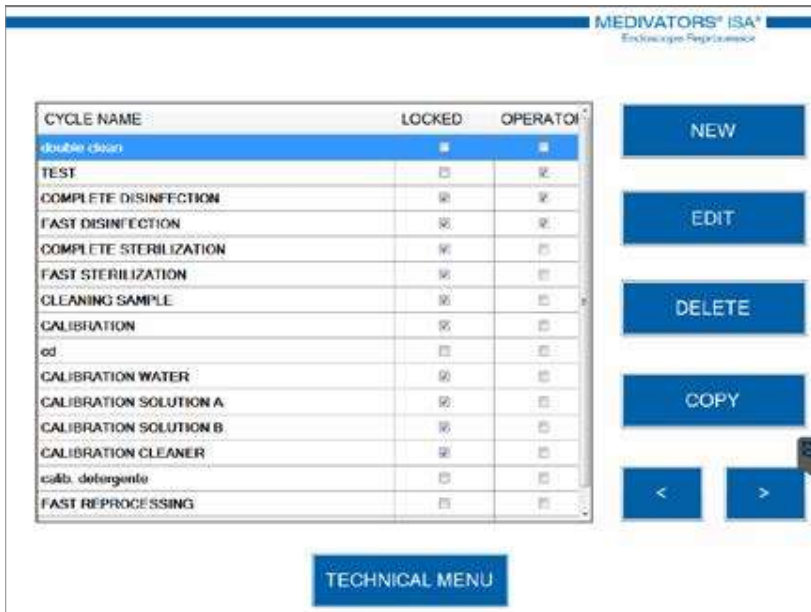 MEDIVATORS® iSA®
Endoscope Reprocessor
CYCLE NAME LOCKED OPERATOR
double clean
TEST
COMPLETE DISINFECTION
FAST DISINFECTION
COMPLETE STERILIZATION
FAST STERILIZATION
CLEANING SAMPLE
CALIBRATION
cd
CALIBRATION WATER
CALIBRATION SOLUTION A
CALIBRATION SOLUTION B
CALIBRATION CLEANER
calib. detergente
FAST REPROCESSING
NEW
EDIT
DELETE
COPY
< >
TECHNICAL MENU